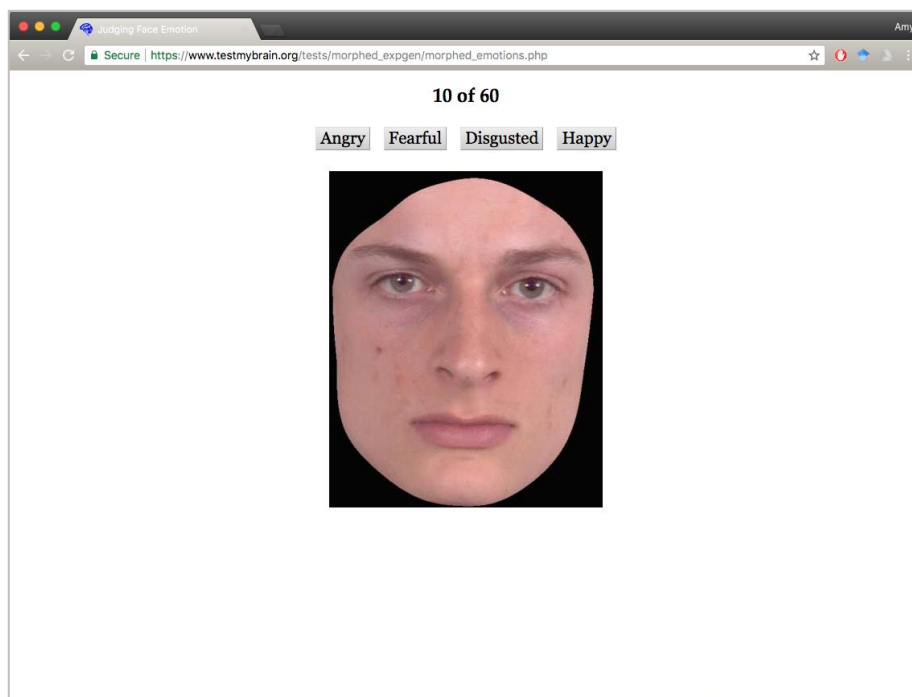 Judging Face Emotion
Amy
Secure https://www.testmybrain.org/tests/morphed_expgen/morphed_emotions.php
10 of 60
Angry Fearful Disgusted Happy